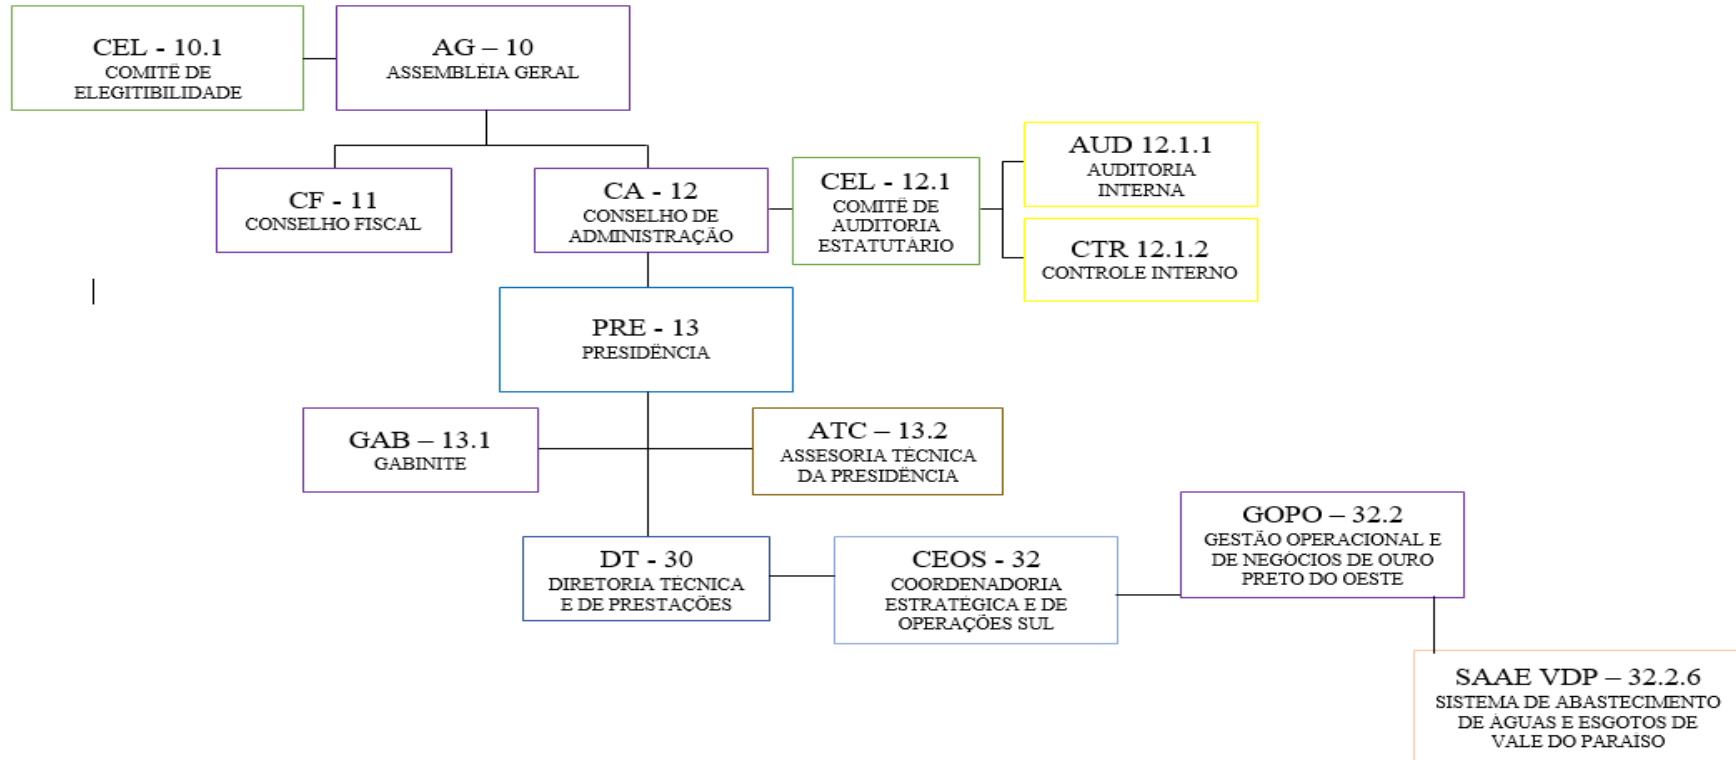 CEL - 10.1
COMITÊ DE
ELEGITIBILIDADE
AG – 10
ASSEMBLÉIA GERAL
CF - 11
CONSELHO FISCAL
CA - 12
CONSELHO DE
ADMINISTRAÇÃO
CEL - 12.1
COMITÊ DE
AUDITORIA
ESTATUTÁRIO
AUD 12.1.1
AUDITORIA
INTERNA
CTR 12.1.2
CONTROLE INTERNO
PRE - 13
PRESIDÊNCIA
GAB – 13.1
GABINITE
ATC – 13.2
ASSESORIA TÉCNICA
DA PRESIDÊNCIA
DT - 30
DIRETORIA TÉCNICA
E DE PRESTAÇÕES
CEOS - 32
COORDENADORIA
ESTRATÉGICA E DE
OPERAÇÕES SUL
GOPO – 32.2
GESTÃO OPERACIONAL E
DE NEGÓCIOS DE OURO
PRETO DO OESTE
SAAE VDP – 32.2.6
SISTEMA DE ABASTECIMENTO
DE ÁGUAS E ESGOTOS DE
VALE DO PARAÍSO